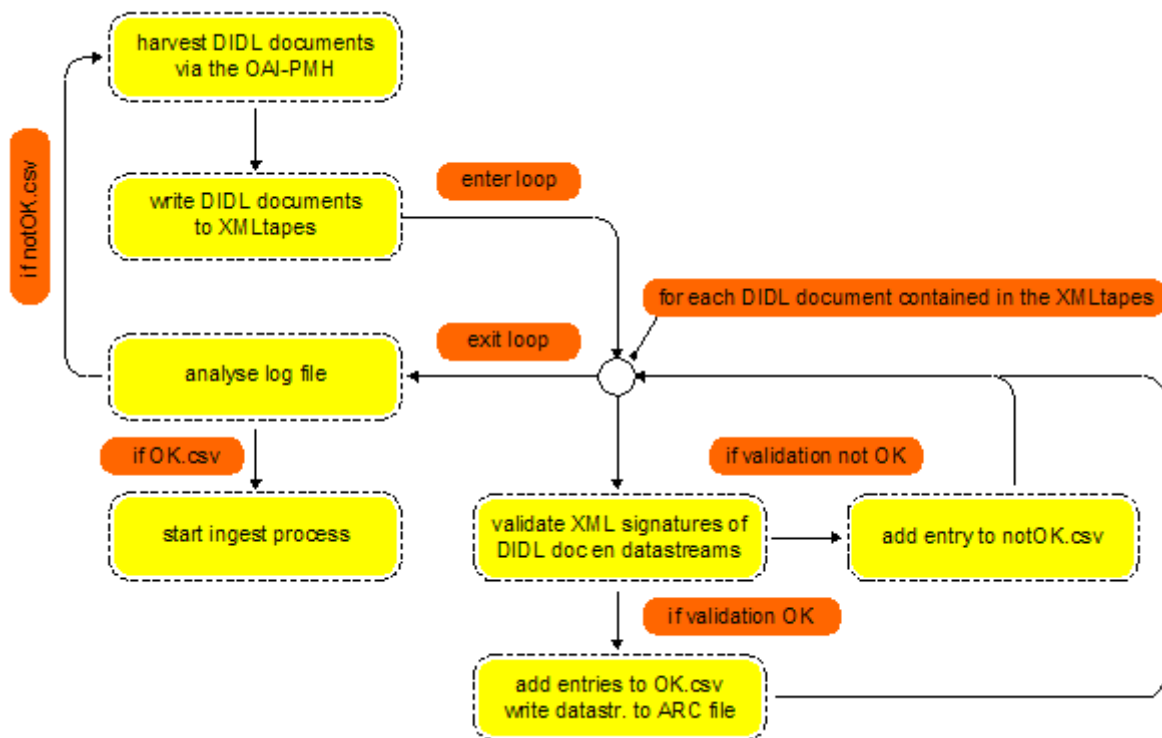 harvest DIDL documents
via the OAI-PMH
if notOK.csv
write DIDL documents
to XMLtapes
enter loop
for each DIDL document contained in the XMLtapes
exit loop
analyse log file
if OK.csv
if validation not OK
start ingest process
validate XML signatures of
DIDL doc en datastreams
add entry to notOK.csv
if validation OK
add entries to OK.csv
write datastr. to ARC file